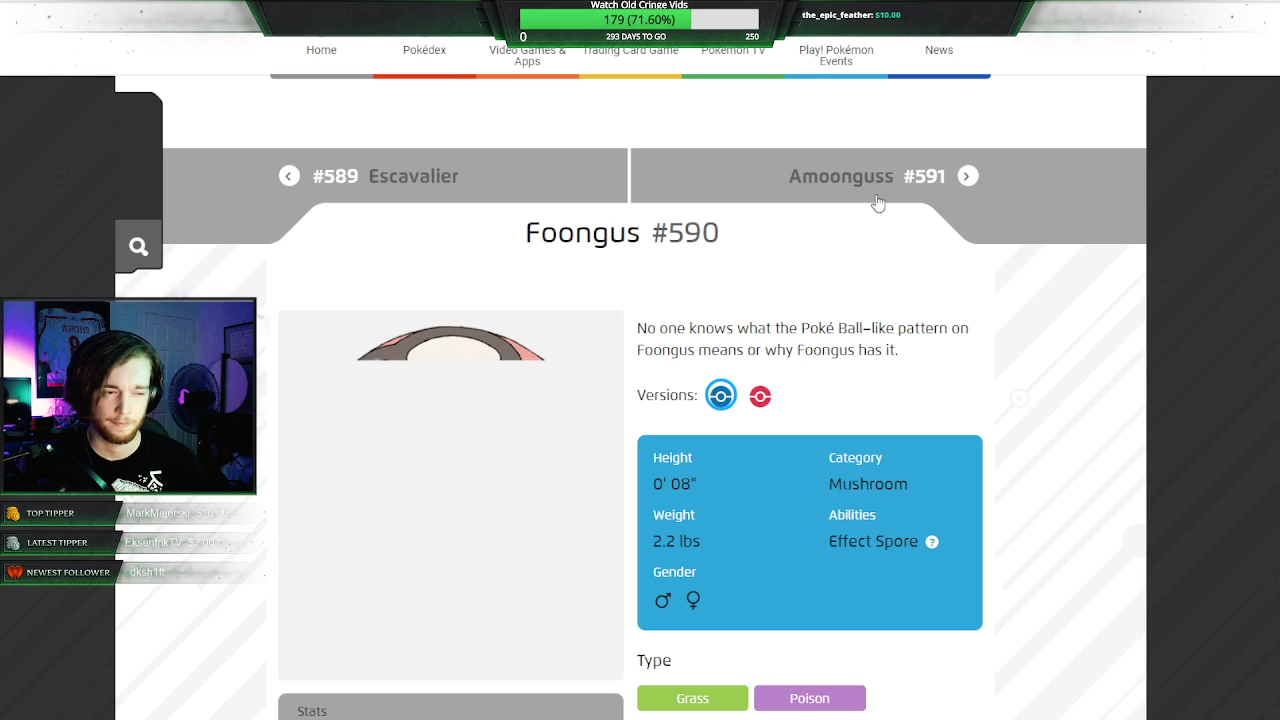 Watch Old Cringe Vids
179 (71.60%)
0 293 DAYS TO GO 250
the_epic_feather: $10.00
Home
Pokédex
Video Games & Apps
Trading Card Game
Pokémon TV
Play! Pokémon Events
News
#589 Escavalier
Amoonguss #591
Foongus #590
No one knows what the Poké Ball-like pattern on
Foongus means or why Foongus has it.
Versions:
Height
0' 08"
Weight
2.2 lbs
Gender
Category
Mushroom
Abilities
Effect Spore ?
Type
Grass
Poison
Stats
TOP TIPPER MarkMajerski:
LATEST TIPPER EksentrikTV:
NEWEST FOLLOWER dksh1ft